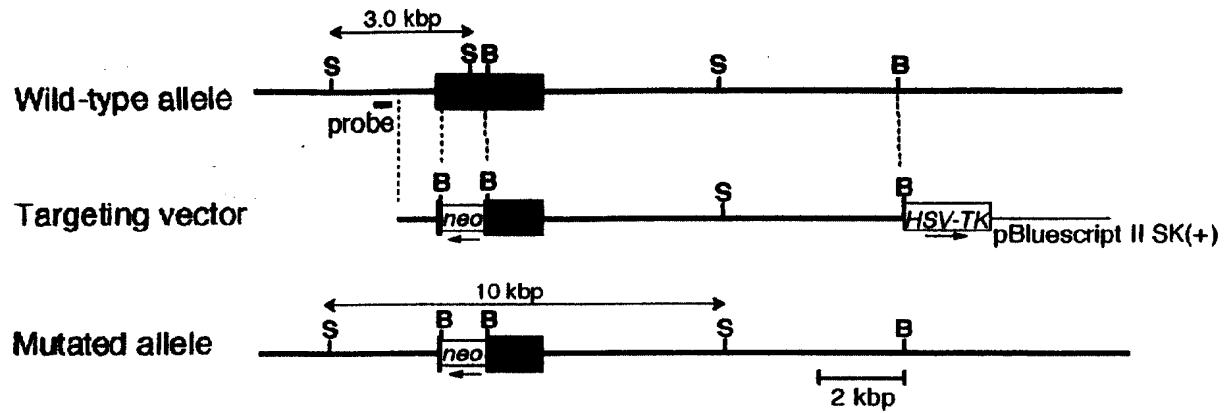 3.0 kbp
S S B S B
Wild-type allele
probe
B B S B
Targeting vector neo HSV-TK
pBluescript II SK(+)
10 kbp
S B B S B
Mutated allele neo
2 kbp